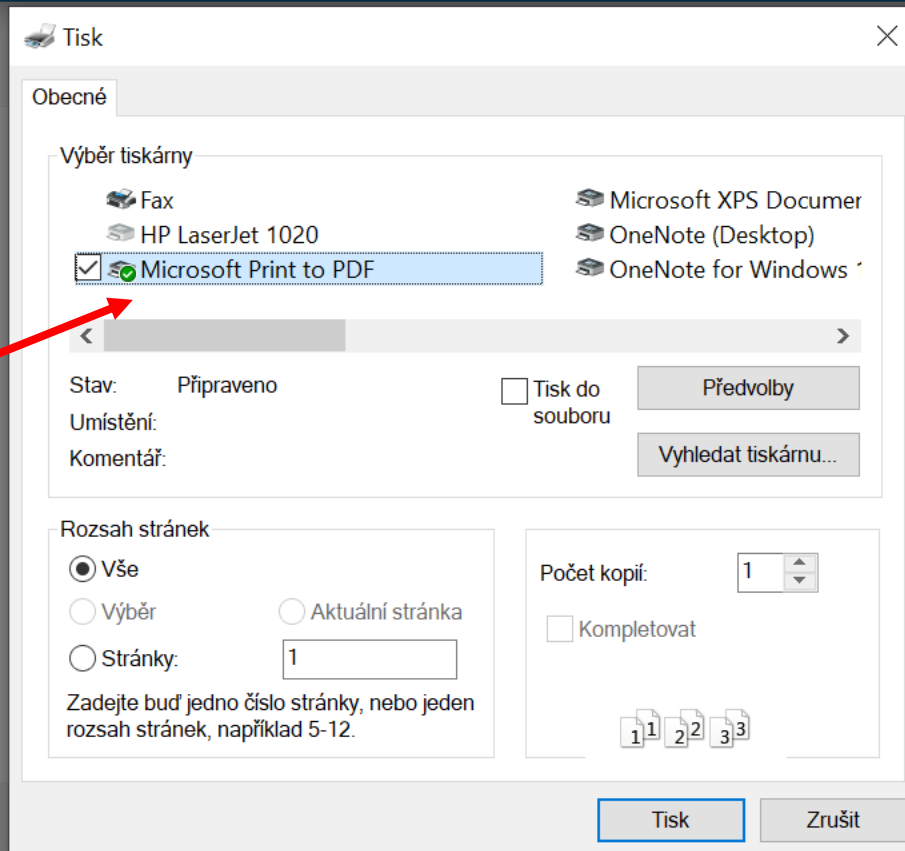 Tisk
Obecné
Výběr tiskárny
Fax
HP LaserJet 1020
Microsoft Print to PDF
Microsoft XPS Documer
OneNote (Desktop)
OneNote for Windows
Stav: Připraveno
Umístění:
Komentář:
Tisk do
souboru
Předvolby
Vyhledat tiskárnu...
Rozsah stránek
Vše
Výběr Aktuální stránka
Stránky: 1
Zadejte buď jedno číslo stránky, nebo jeden
rozsah stránek, například 5-12.
Počet kopií: 1
Kompletovat
1 1 2 2 3 3
Tisk Zrušit